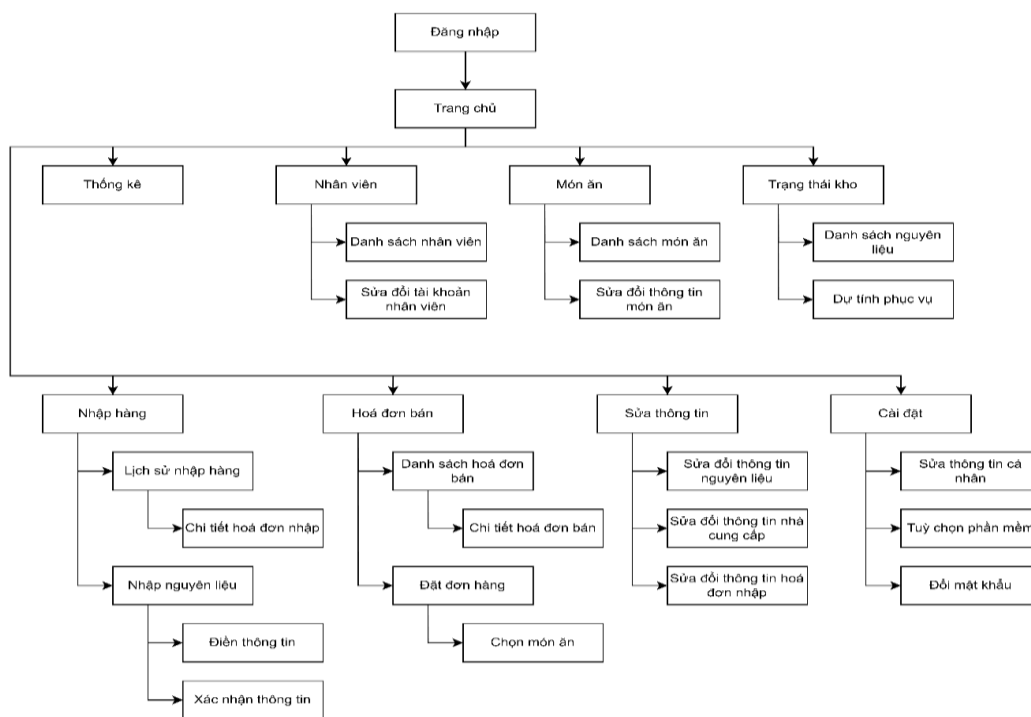 Đăng nhập
Trang chủ
Thống kê
Nhân viên
Món ăn
Trạng thái kho
Danh sách nhân viên
Danh sách món ăn
Danh sách nguyên
liệu
Sửa đổi tài khoản
nhân viên
Sửa đổi thông tin
món ăn
Dự tính phục vụ
Nhập hàng
Hoá đơn bán
Sửa thông tin
Cài đặt
Lịch sử nhập hàng
Danh sách hoá đơn
bán
Sửa đổi thông tin
nguyên liệu
Sửa thông tin cá
nhân
Chi tiết hoá đơn nhập
Chi tiết hoá đơn bán
Sửa đổi thông tin nhà
cung cấp
Tuỳ chọn phần mềm
Nhập nguyên liệu
Đặt đơn hàng
Sửa đổi thông tin hoá
đơn nhập
Đổi mật khẩu
Điền thông tin
Chọn món ăn
Xác nhận thông tin